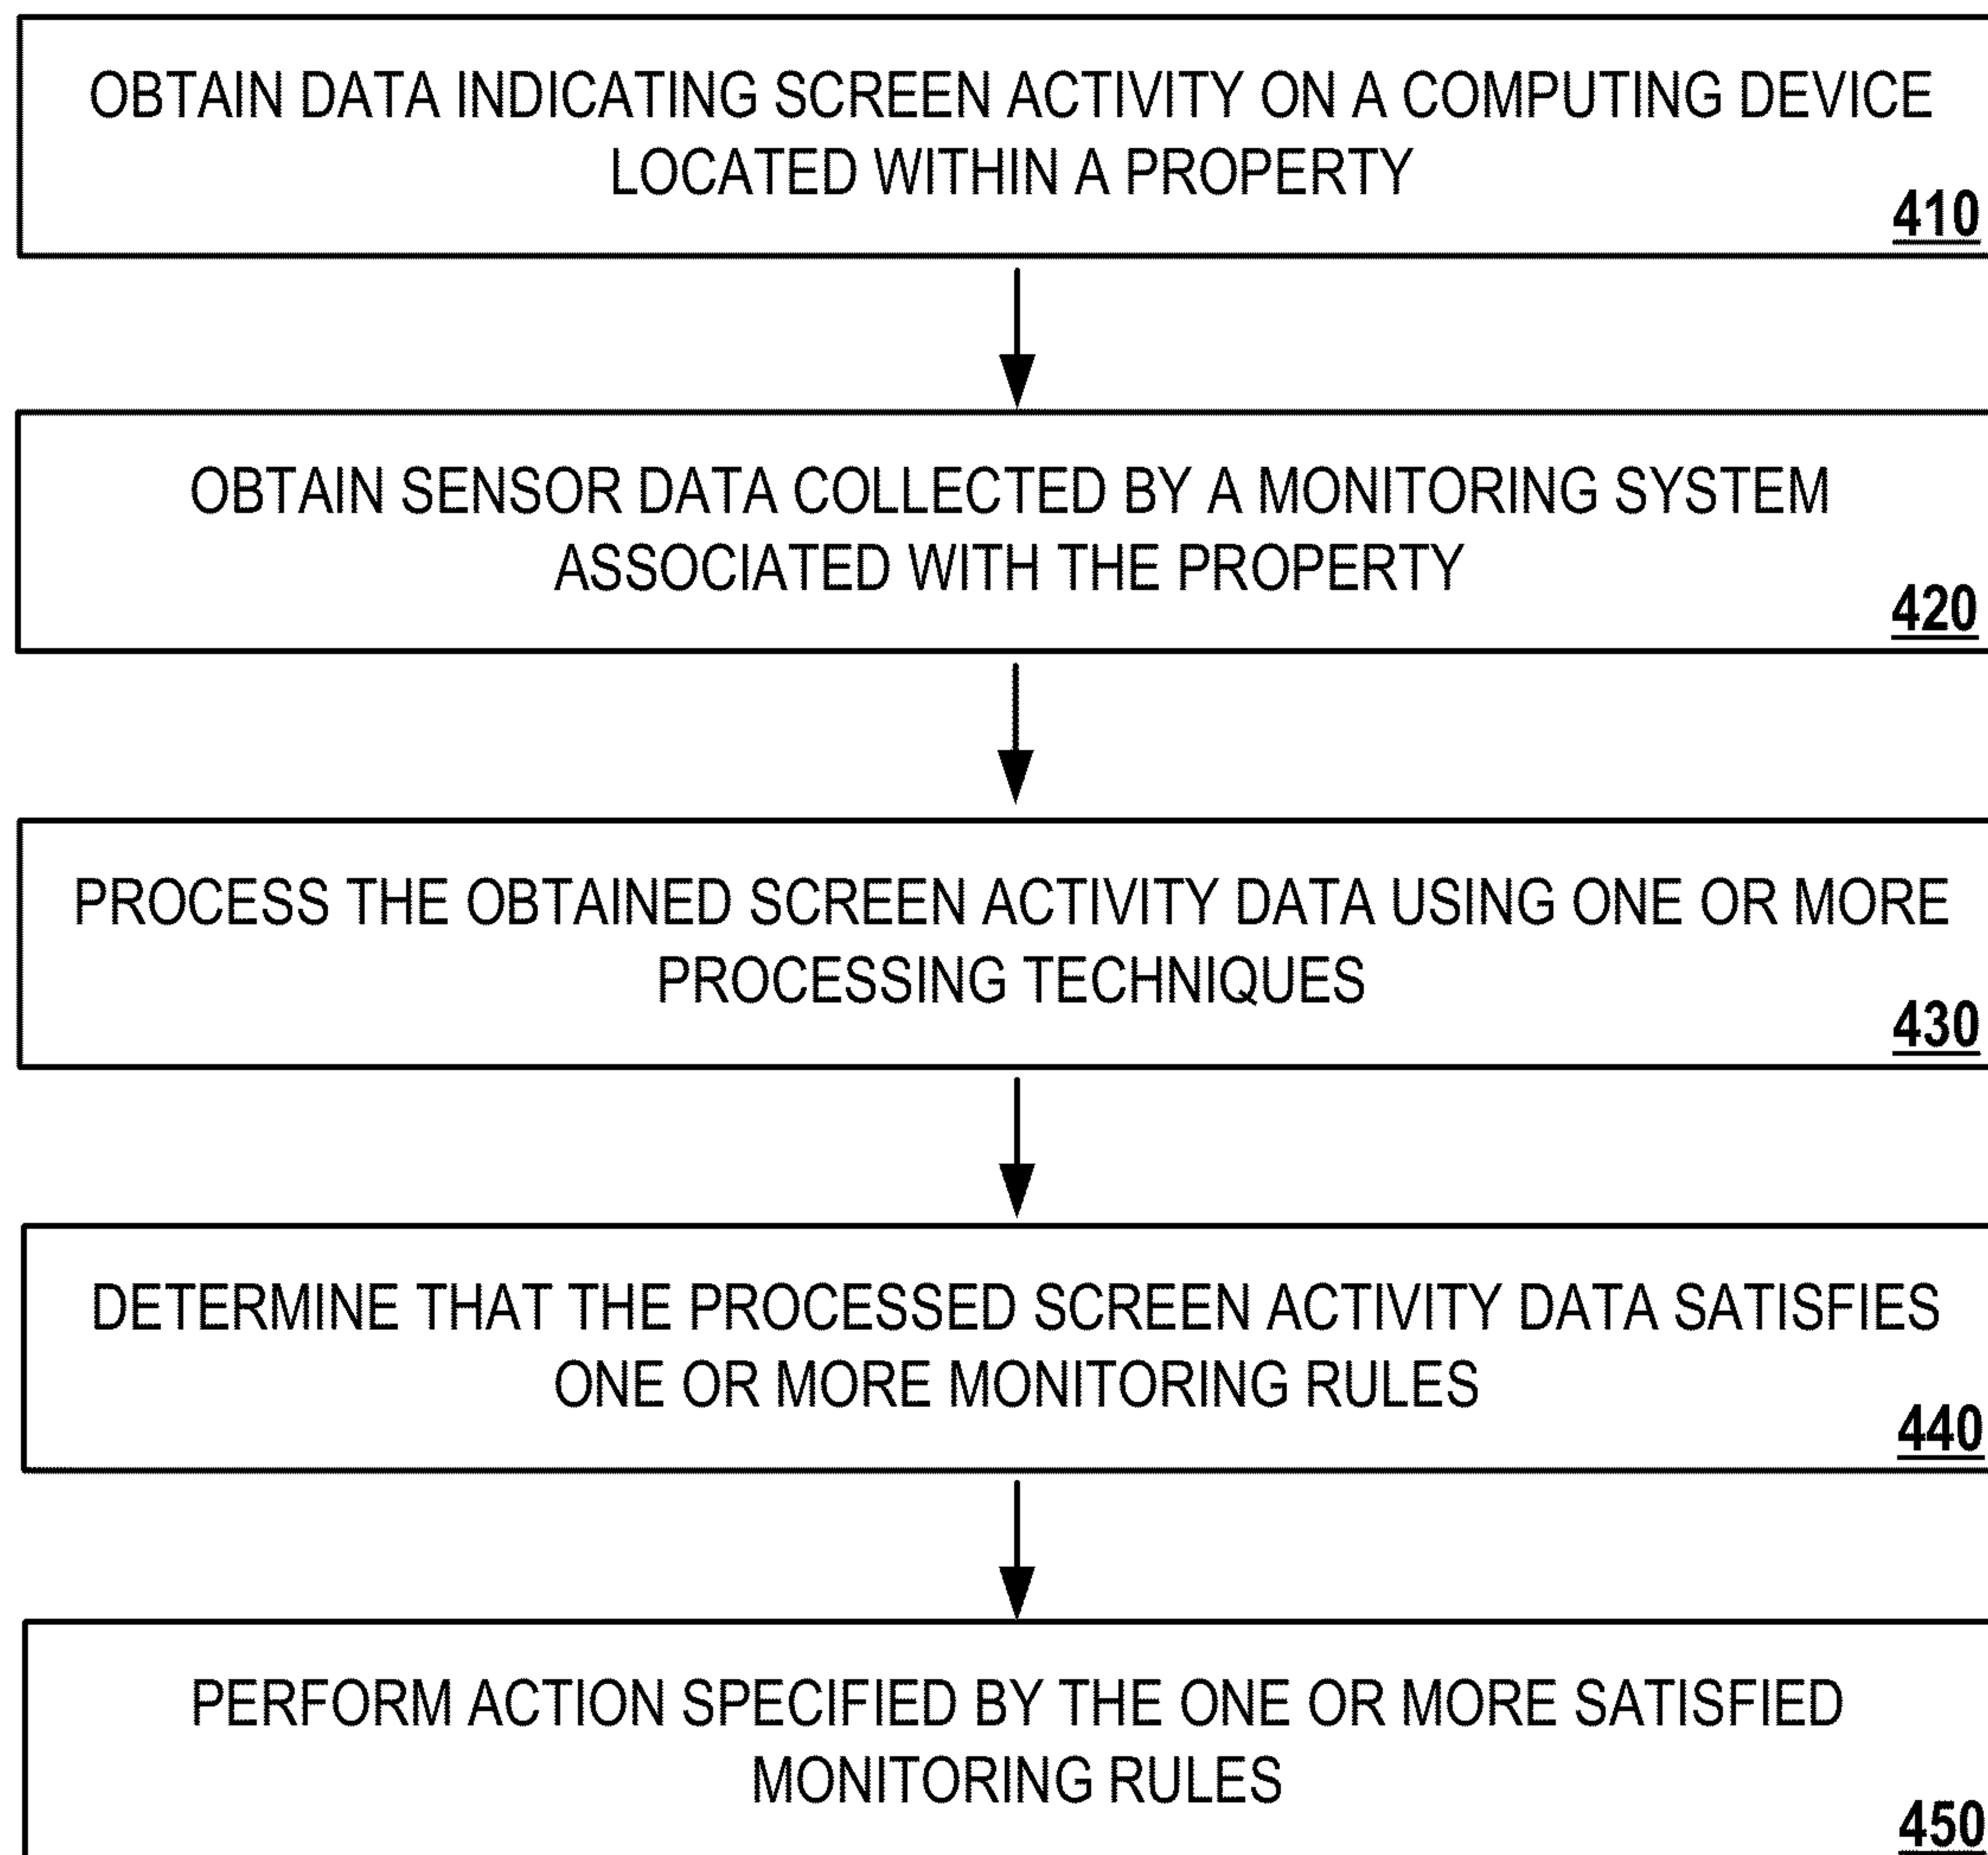 OBTAIN DATA INDICATING SCREEN ACTIVITY ON A COMPUTING DEVICE
LOCATED WITHIN A PROPERTY
410
OBTAIN SENSOR DATA COLLECTED BY A MONITORING SYSTEM
ASSOCIATED WITH THE PROPERTY
420
PROCESS THE OBTAINED SCREEN ACTIVITY DATA USING ONE OR MORE
PROCESSING TECHNIQUES
430
DETERMINE THAT THE PROCESSED SCREEN ACTIVITY DATA SATISFIES
ONE OR MORE MONITORING RULES
440
PERFORM ACTION SPECIFIED BY THE ONE OR MORE SATISFIED
MONITORING RULES
450